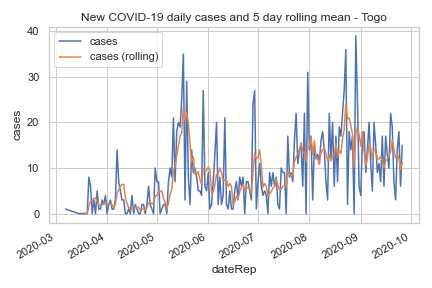 New COVID-19 daily cases and 5 day rolling mean - Togo
cases
cases (rolling)
40
30
20
10
0
cases
2020-03
2020-04
2020-05
2020-06
2020-07
2020-08
2020-09
2020-10
dateRep